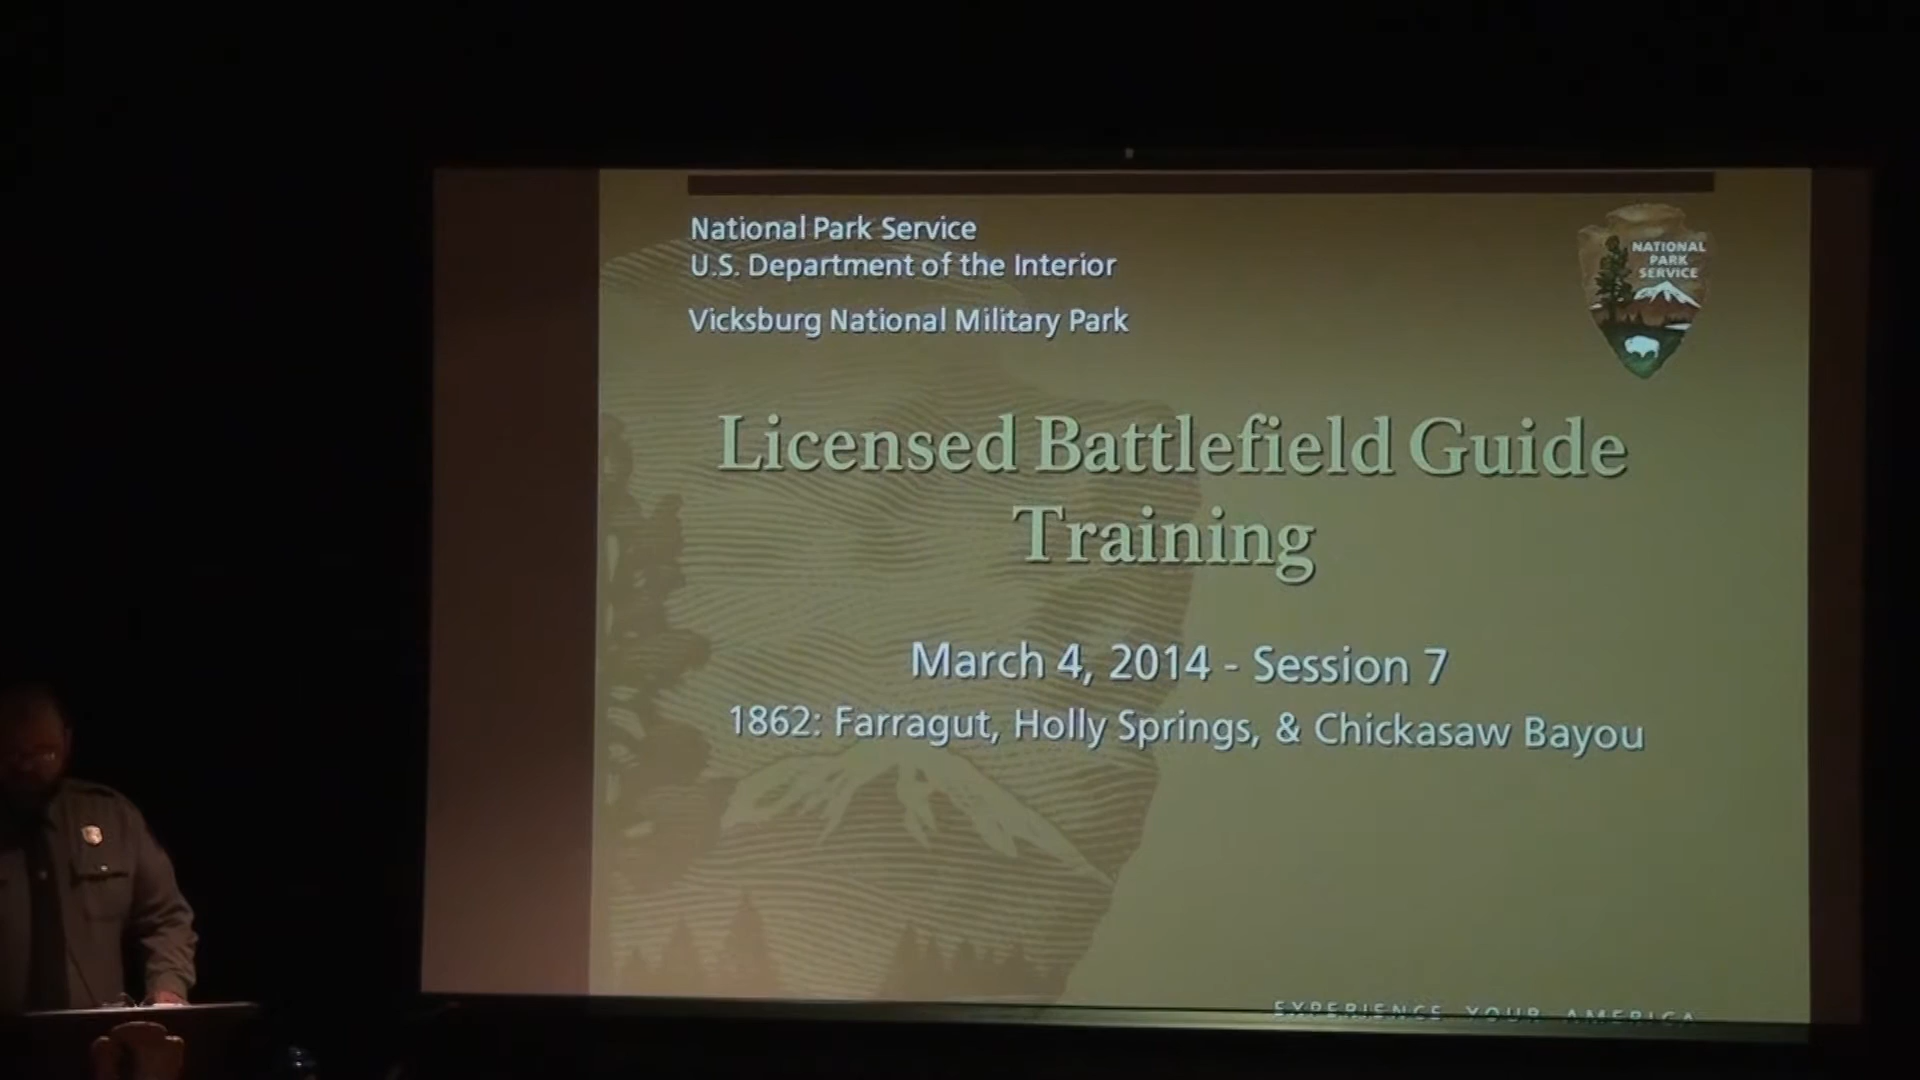 National Park Service
U.S. Department of the Interior
Vicksburg National Military Park
NATIONAL
PARK
SERVICE
Licensed Battlefield Guide
Training
March 4, 2014 - Session 7
1862: Farragut, Holly Springs, & Chickasaw Bayou
EXPERIENCE YOUR AMERICA